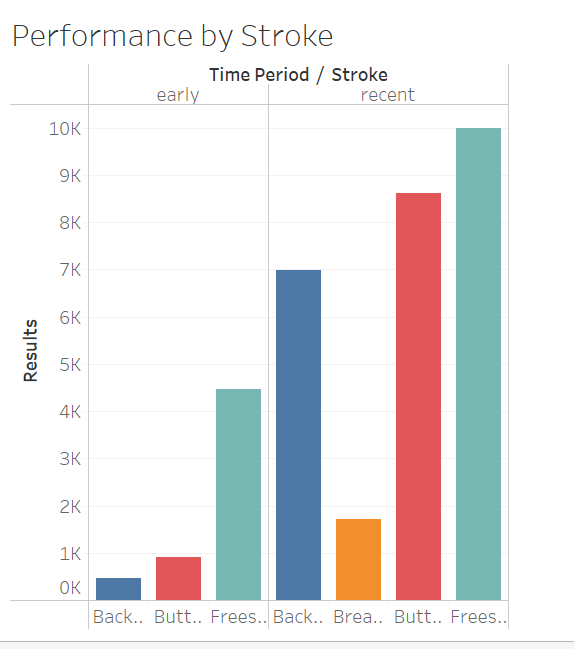 Performance by Stroke
Time Period / Stroke
early recent
10K
9K
8K
7K
6K
5K
4K
3K
2K
1K
0K
Results
Back.. Butt.. Frees.. Back.. Brea.. Butt.. Frees..